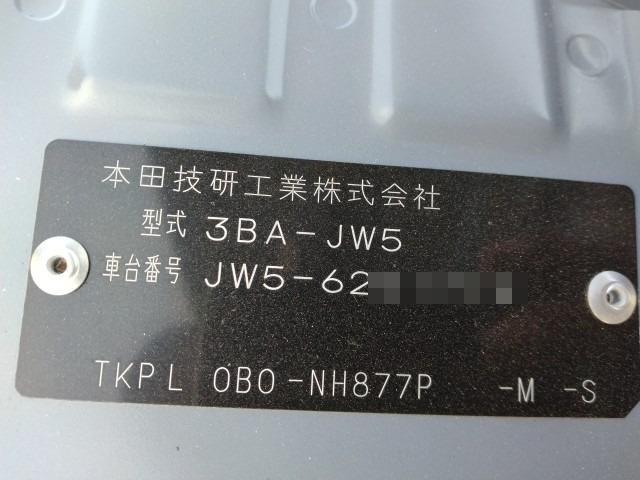 本田技研工業株式会社
型式 3BA-JW5
車台番号 JW5-62
TKPL 0B0-NH877P -M -S